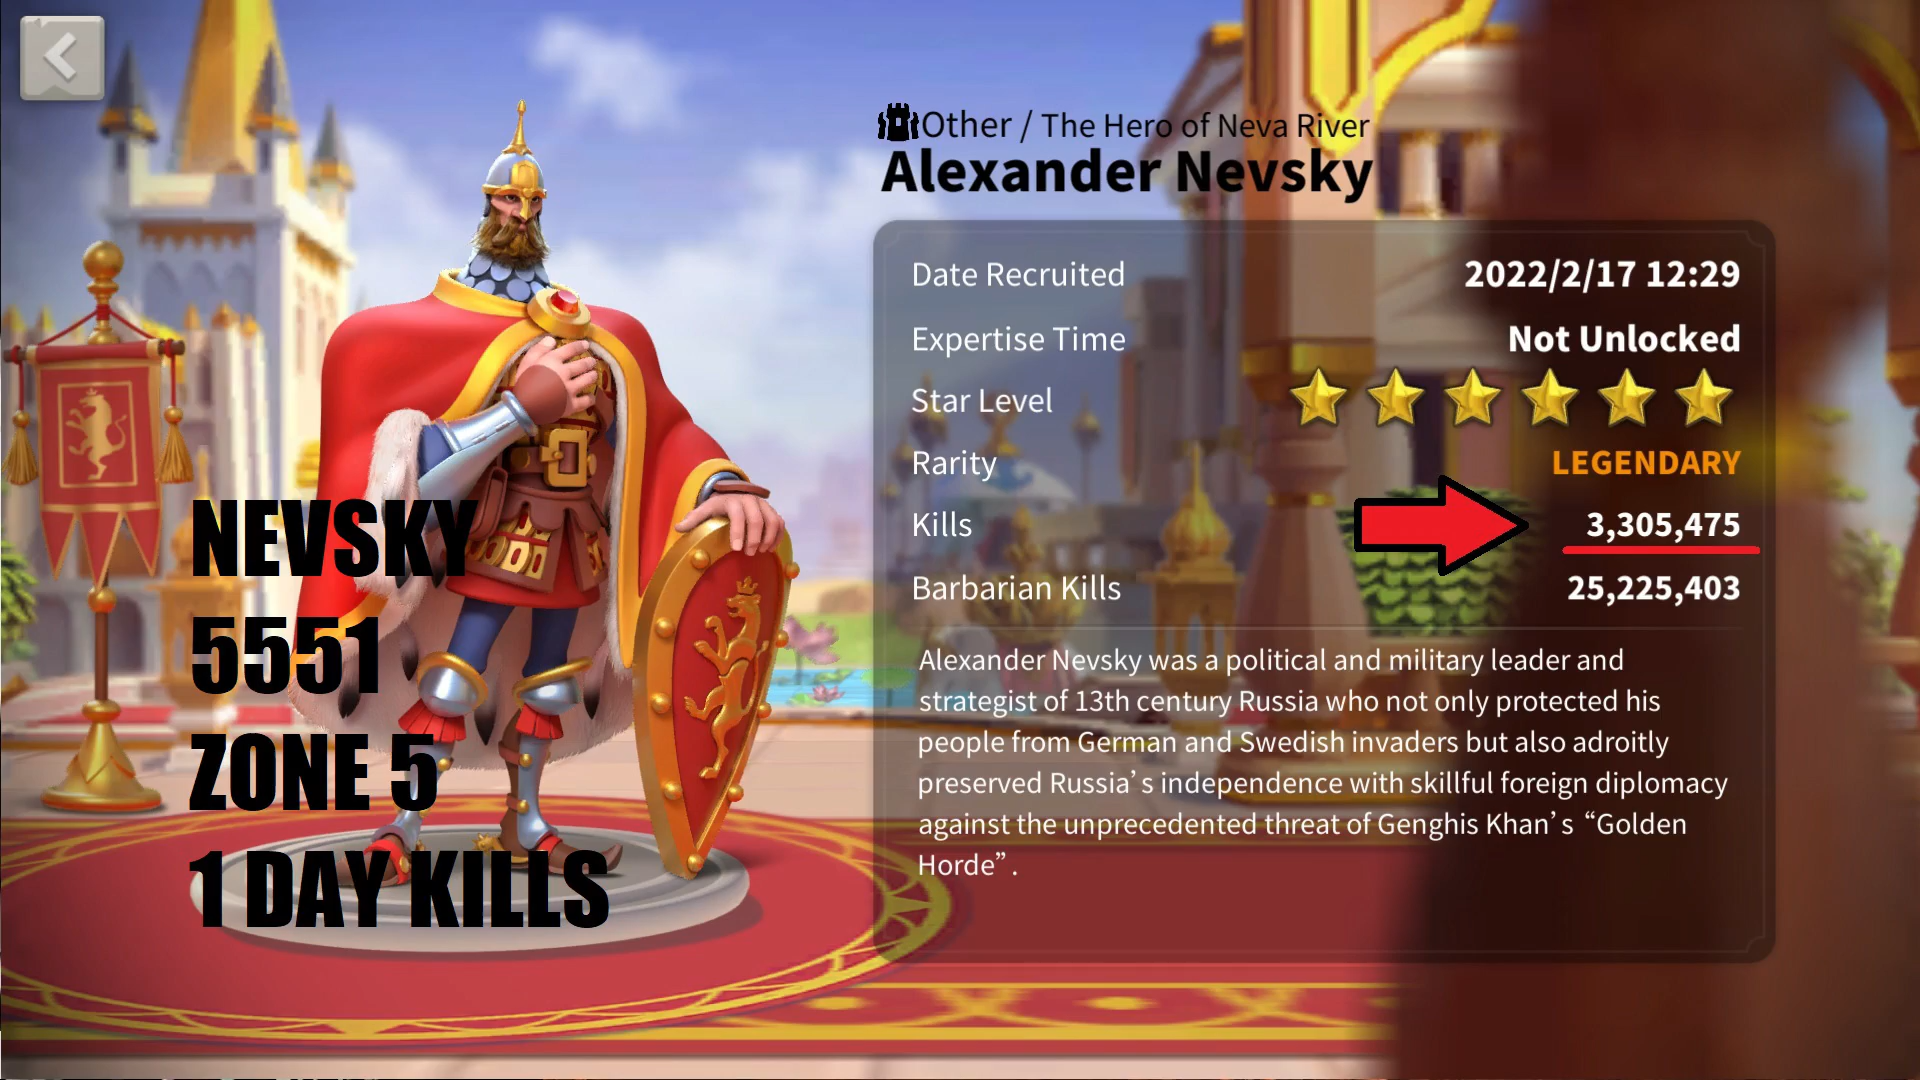 Other / The Hero of Neva River
Alexander Nevsky
Date Recruited 2022/2/17 12:29
Expertise Time Not Unlocked
Star Level
Rarity LEGENDARY
Kills 3,305,475
Barbarian Kills 25,225,403
Alexander Nevsky was a political and military leader and
strategist of 13th century Russia who not only protected his
people from German and Swedish invaders but also adroitly
preserved Russia’s independence with skillful foreign diplomacy
against the unprecedented threat of Genghis Khan’s “Golden
Horde”.
NEVSKY
5551
ZONE 5
1 DAY KILLS